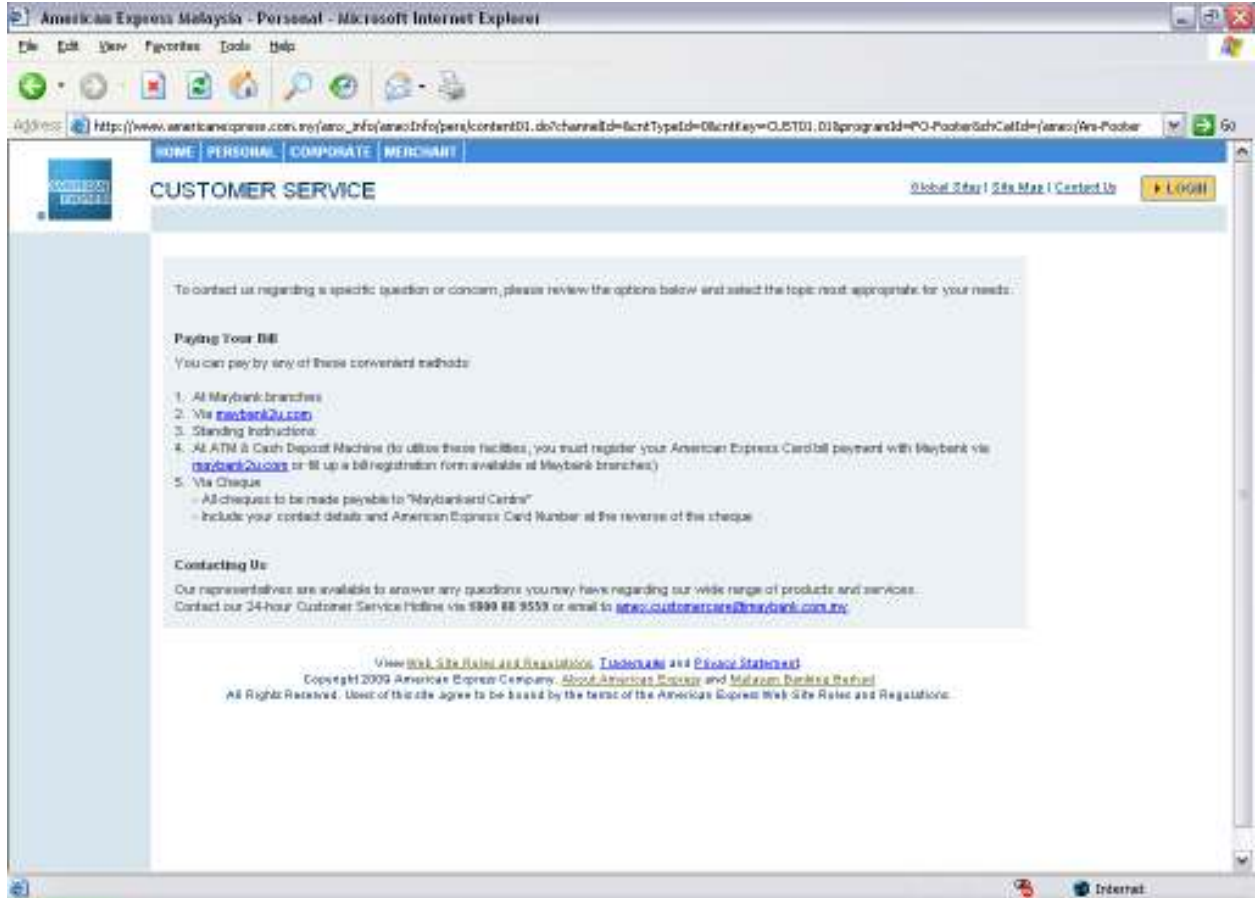 American Express Malaysia - Personal - Microsoft Internet Explorer
File Edit View Favorites Tools Help
Address http://www.americanexpress.com.my/ Go
HOME PERSONAL CORPORATE MERCHANT
AMERICAN EXPRESS
CUSTOMER SERVICE
Global Sites | Site Map | Contact Us
LOGIN
To contact us regarding a specific question or concern, please review the options below and select the topic most appropriate for your needs.
Paying Your Bill
You can pay by any of these convenient methods:
1. At Maybank branches
2. Via maybank2u.com
3. Standing Instructions
4. At ATM & Cash Deposit Machine (to utilise these facilities, you must register your American Express Card bill payment with Maybank via
maybank2u.com or fill up a bill registration form available at Maybank branches)
5. Via Cheque
- All cheques to be made payable to "Maybankard Centre"
- Include your contact details and American Express Card Number at the reverse of the cheque
Contacting Us
Our representatives are available to answer any questions you may have regarding our wide range of products and services.
Contact our 24-hour Customer Service Hotline via or email to amex.customercare@maybank.com.my
View Web Site Rules and Regulations, Trademarks and Privacy Statement
Copyright 2009 American Express Company. About American Express and Malayan Banking Berhad
All Rights Reserved. Users of this site agree to be bound by the terms of the American Express Web Site Rules and Regulations.
Internet